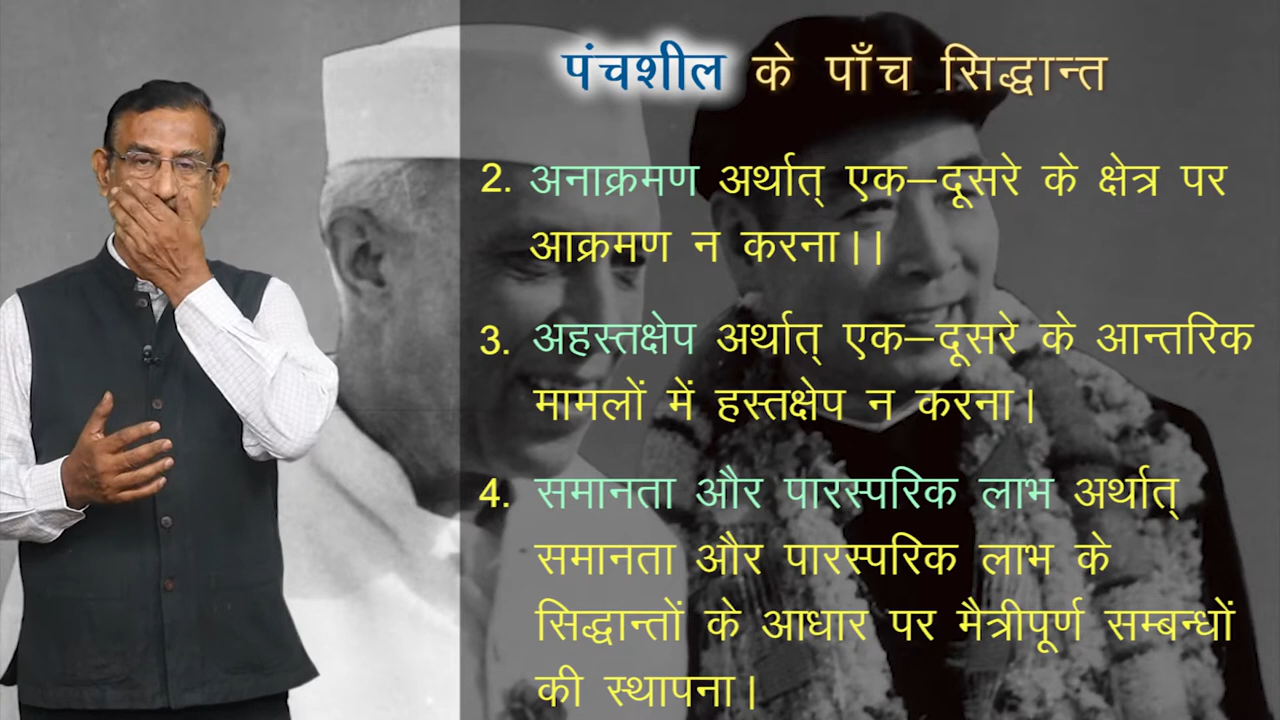 पंचशील के पाँच सिद्धान्त
2. अनाक्रमण अर्थात् एक–दूसरे के क्षेत्र पर
आक्रमण न करना।।
3. अहस्तक्षेप अर्थात् एक–दूसरे के आन्तरिक
मामलों में हस्तक्षेप न करना।
4. समानता और पारस्परिक लाभ अर्थात्
समानता और पारस्परिक लाभ के
सिद्धान्तों के आधार पर मैत्रीपूर्ण सम्बन्धों
की स्थापना।